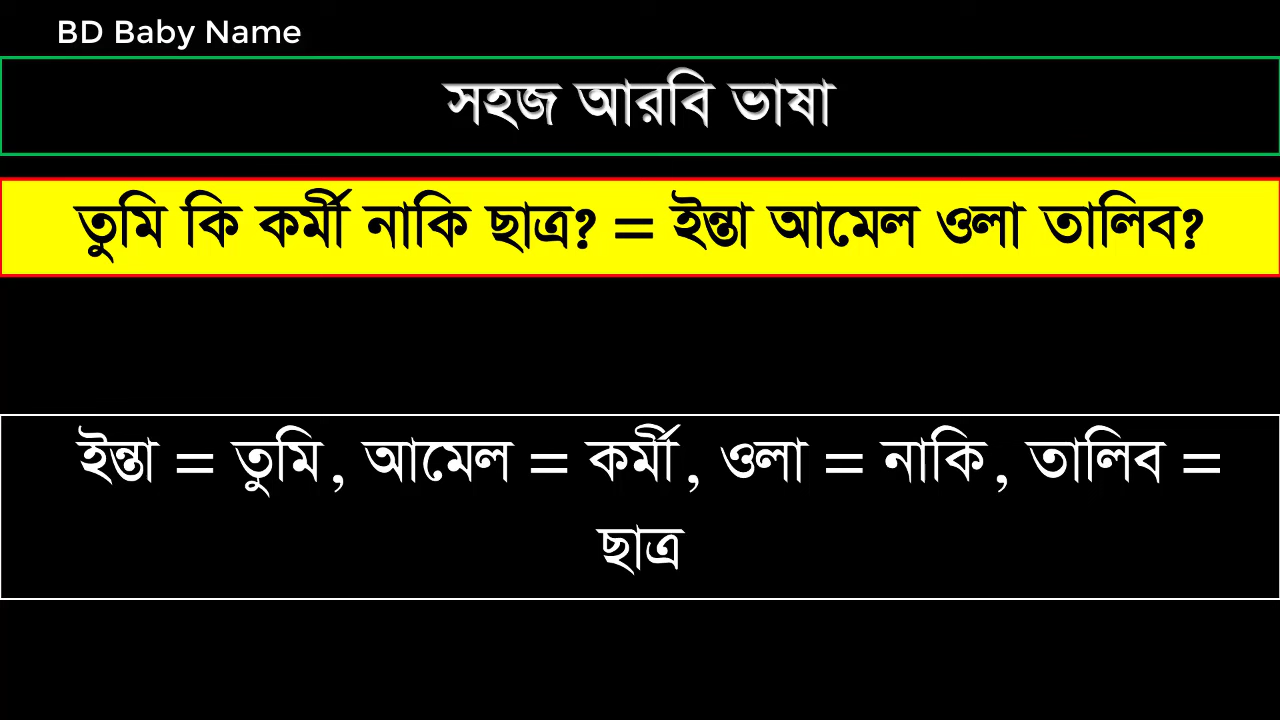 BD Baby Name
সহজ আরবি ভাষা
তুমি কি কর্মী নাকি ছাত্র? = ইন্তা আমেল ওলা তালিব?
ইন্তা = তুমি, আমেল = কর্মী, ওলা = নাকি, তালিব =
ছাত্র